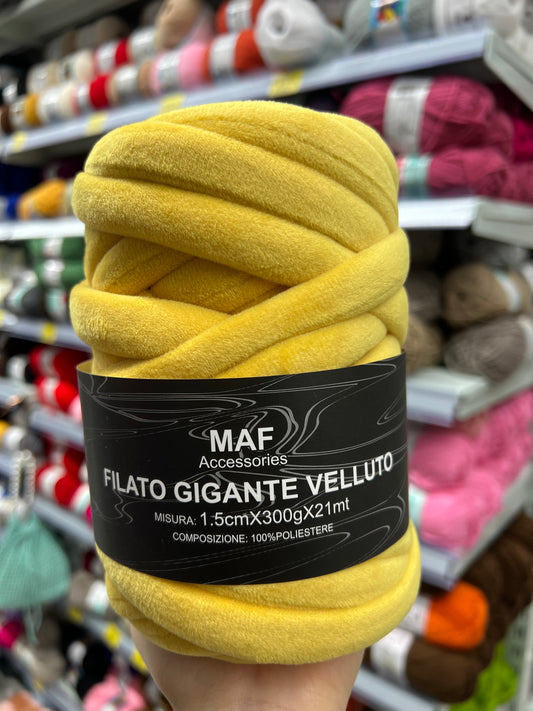 MAF
Accessories
FILATO GIGANTE VELLUTO
MISURA: 1.5cmX300gX21mt
COMPOSIZIONE: 100%POLIESTERE